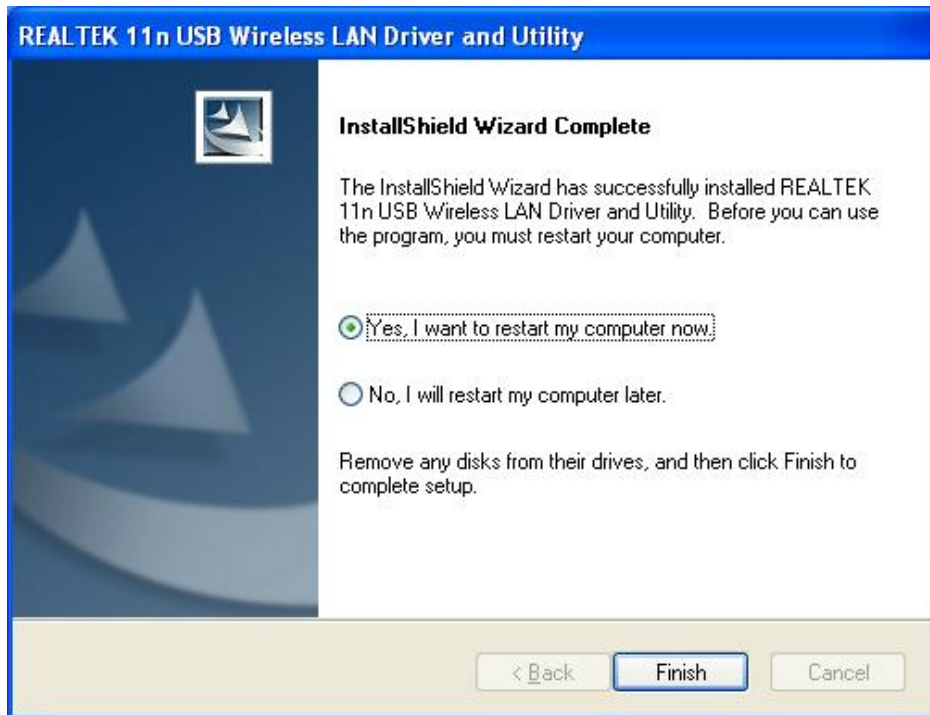 REALTEK 11n USB Wireless LAN Driver and Utility
InstallShield Wizard Complete
The InstallShield Wizard has successfully installed REALTEK
11n USB Wireless LAN Driver and Utility.  Before you can use
the program, you must restart your computer.
Yes, I want to restart my computer now.
No, I will restart my computer later.
Remove any disks from their drives, and then click Finish to
complete setup.
< Back
Finish
Cancel